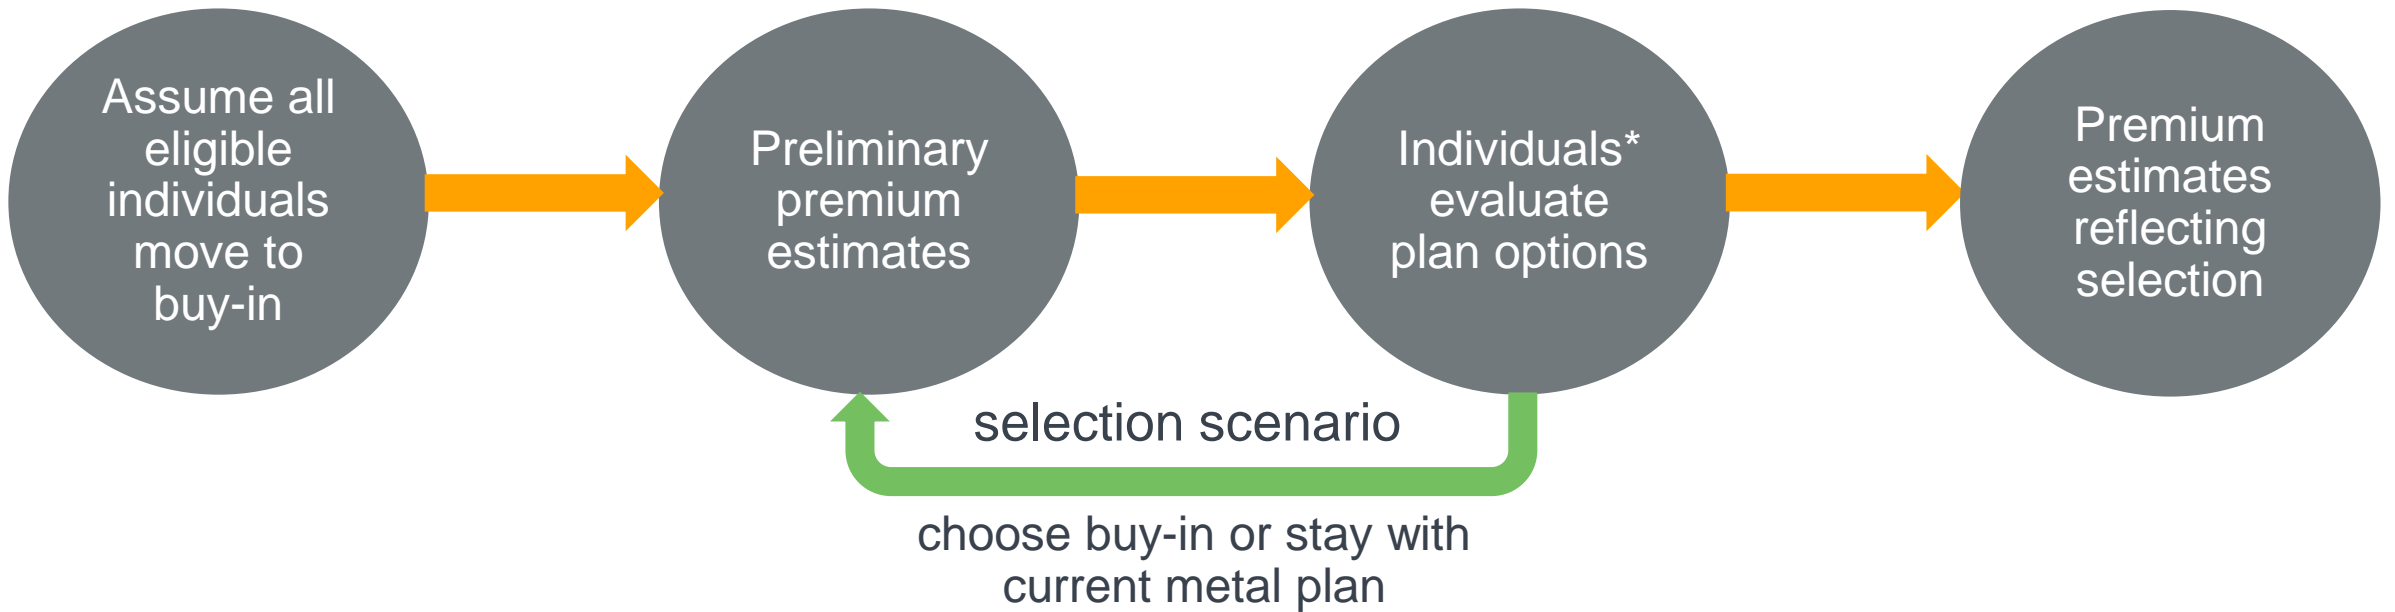 Assume all
eligible
individuals
move to
buy-in
Preliminary
premium
estimates
Individuals*
evaluate
plan options
Premium
estimates
reflecting
selection
selection scenario
choose buy-in or stay with
current metal plan